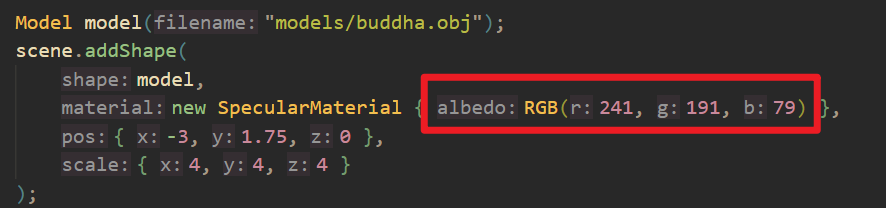 Model model(filename: "models/buddha.obj");
scene.addShape(
shape: model,
material: new SpecularMaterial { albedo: RGB(r: 241, g: 191, b: 79) },
pos: { x: -3, y: 1.75, z: 0 },
scale: { x: 4, y: 4, z: 4 }
);